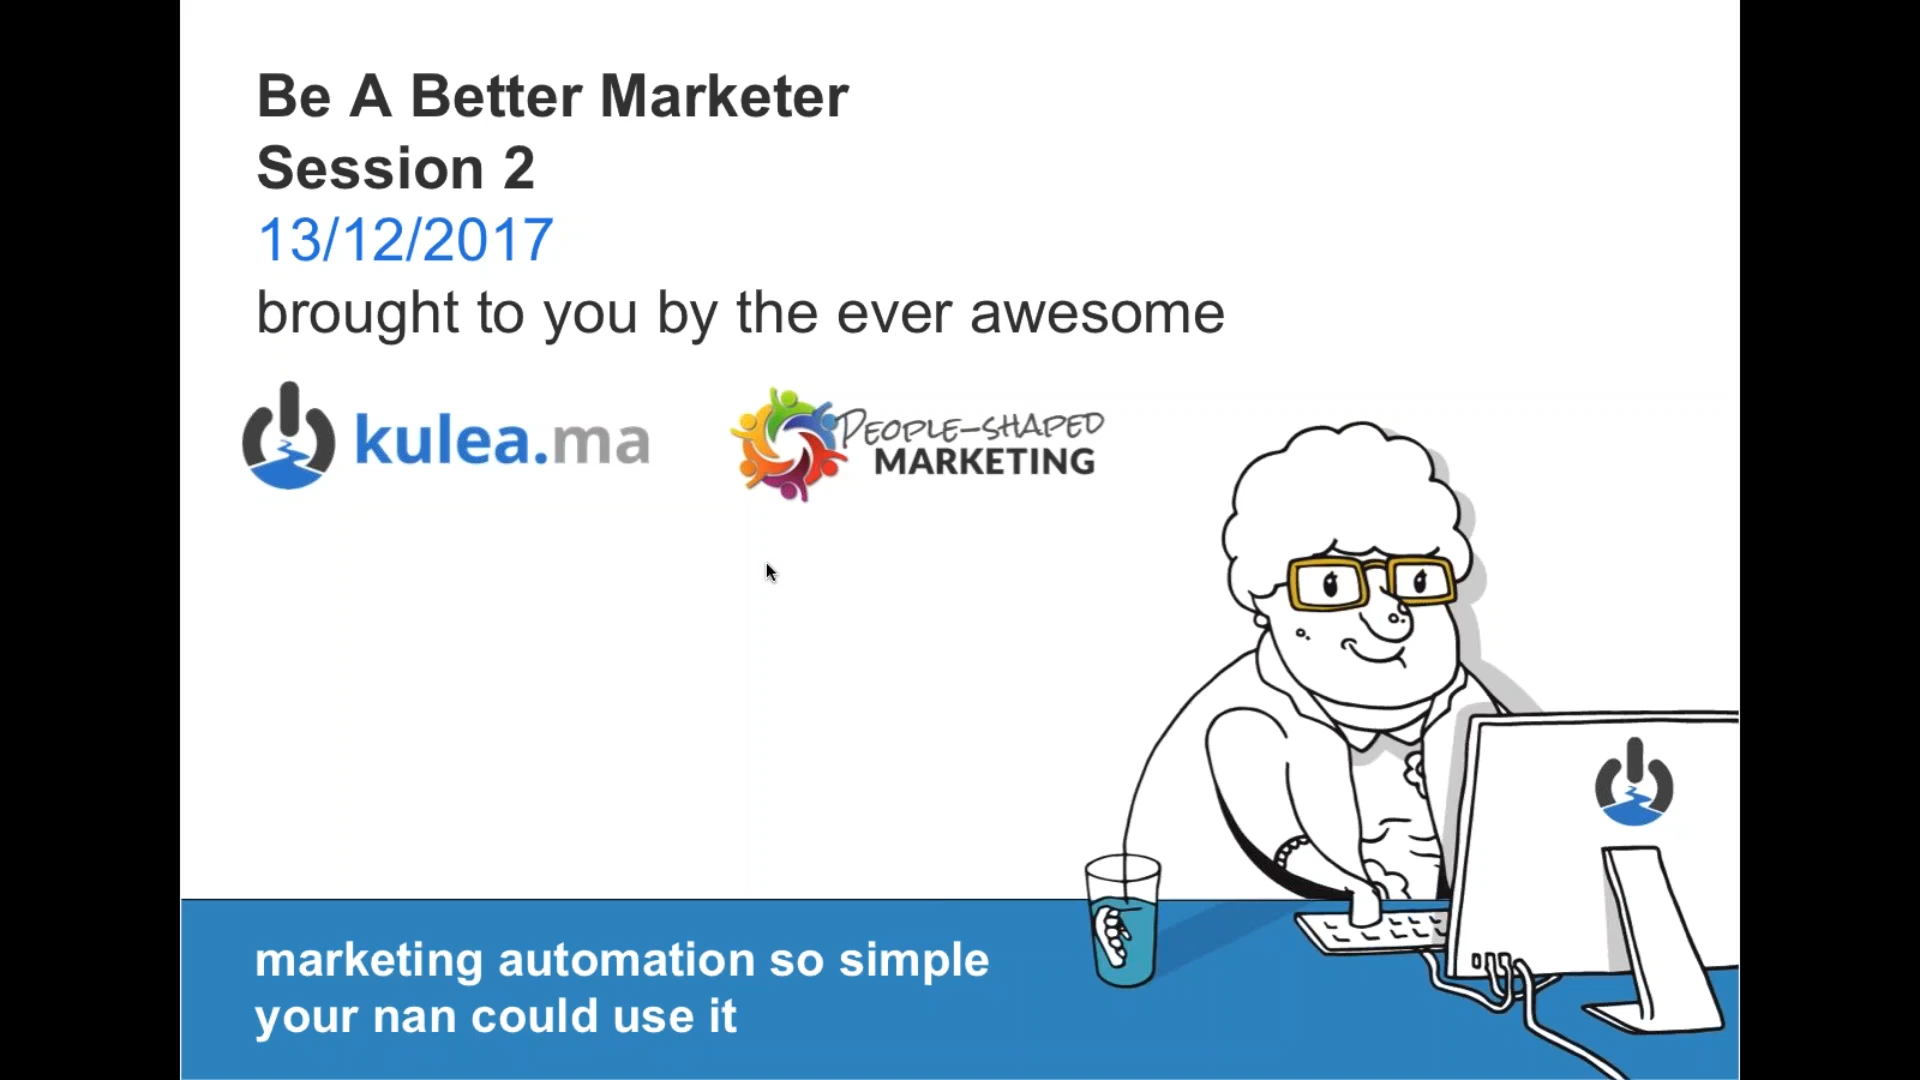 Be A Better Marketer
Session 2
13/12/2017
brought to you by the ever awesome
kulea.ma
PEOPLE-SHAPED
MARKETING
marketing automation so simple
your nan could use it